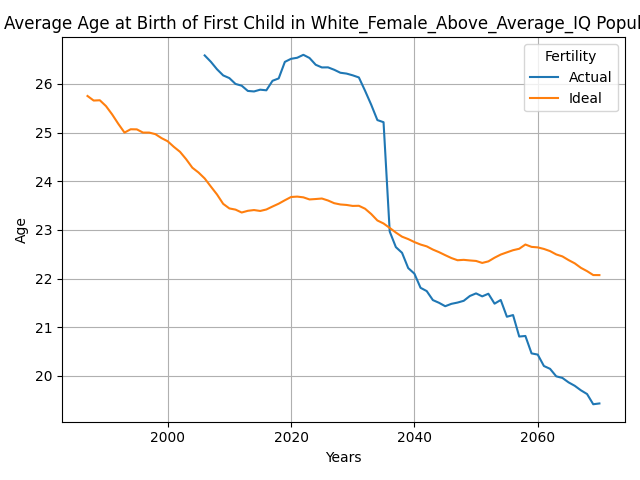 Average Age at Birth of First Child in White_Female_Above_Average_IQ Popul
Fertility
Actual
Ideal
26
25
24
23
22
21
20
Age
2000
2020
2040
2060
Years